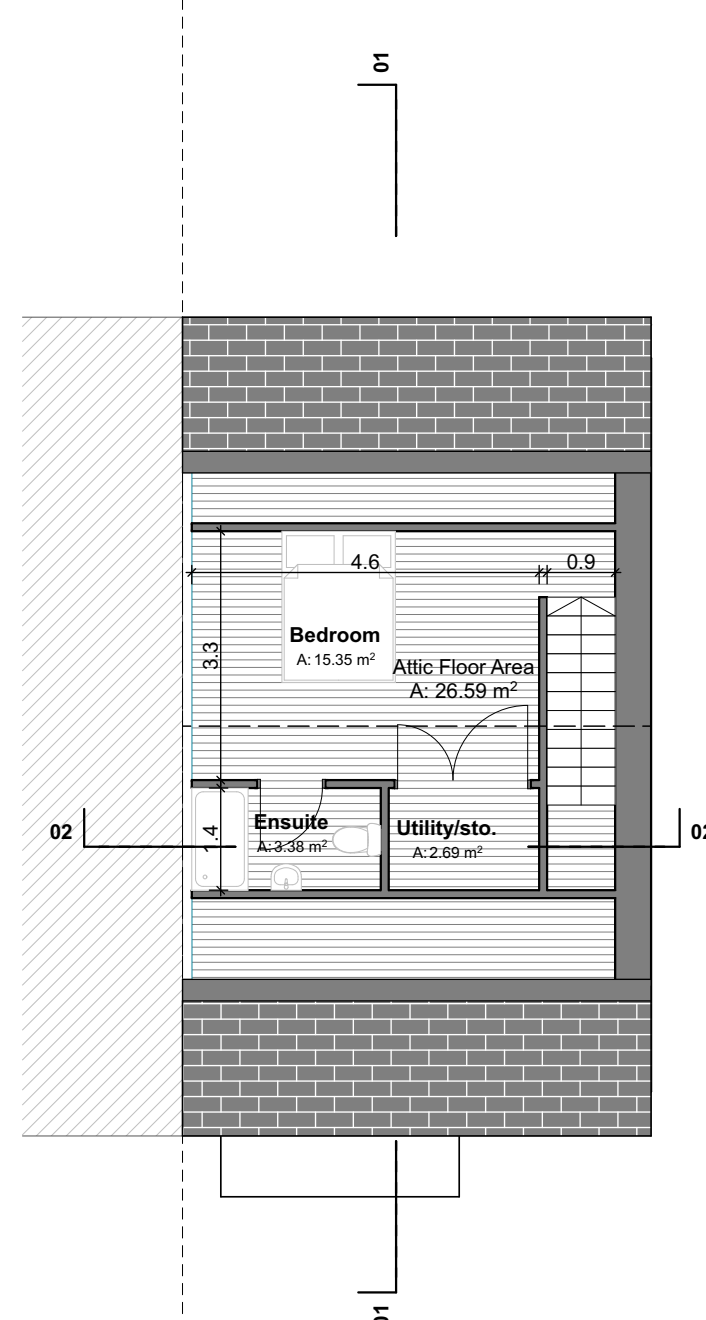 01
4.6
0.9
Bedroom
A: 15.35 m²
3.3
Attic Floor Area
A: 26.59 m²
02
1.4
Ensuite
A: 3.38 m²
Utility/sto.
A: 2.69 m²
02
01